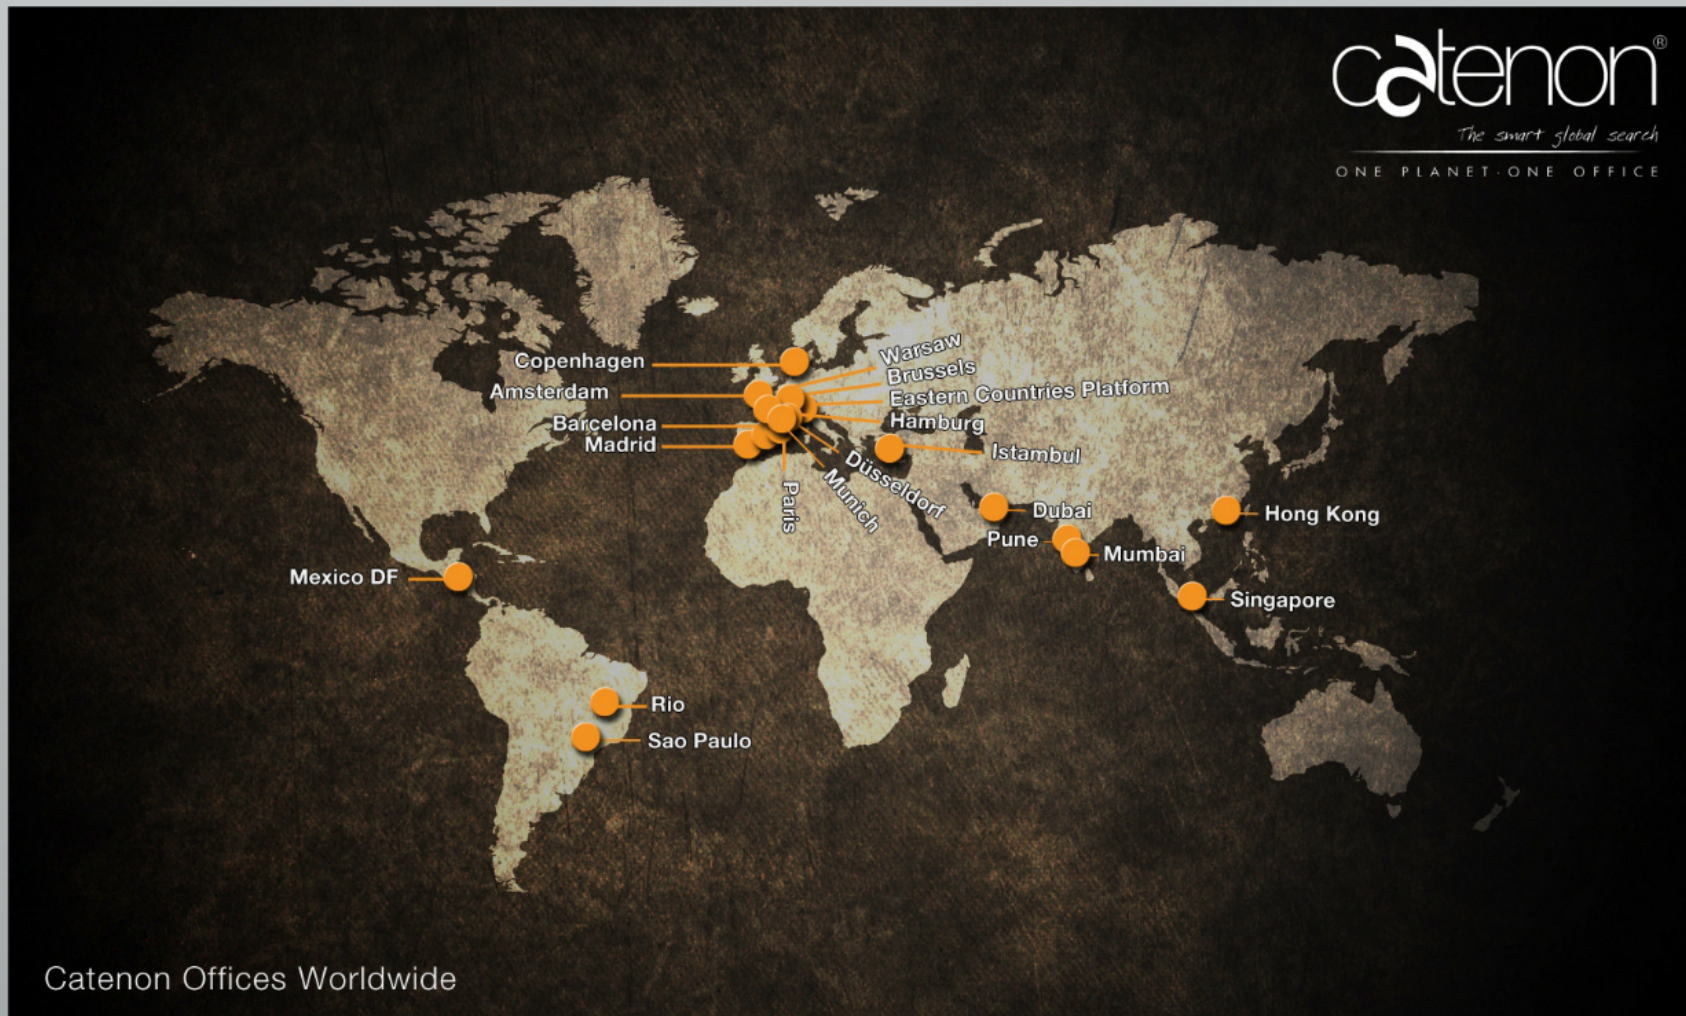 catenon®
The smart global search
ONE PLANET·ONE OFFICE
Copenhagen
Warsaw
Brussels
Amsterdam
Eastern Countries Platform
Barcelona
Hamburg
Madrid
Istambul
Düsseldorf
Munich
Paris
Dubai
Hong Kong
Pune
Mumbai
Mexico DF
Singapore
Rio
Sao Paulo
Catenon Offices Worldwide